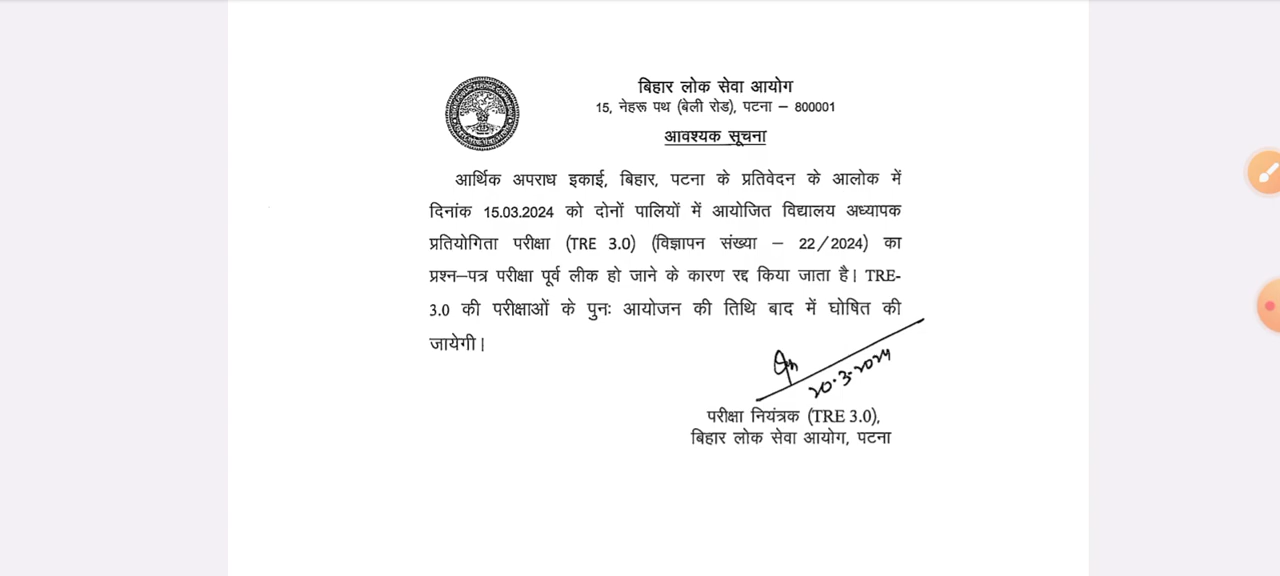 बिहार लोक सेवा आयोग
15, नेहरू पथ (बेली रोड), पटना – 800001
आवश्यक सूचना
आर्थिक अपराध इकाई, बिहार, पटना के प्रतिवेदन के आलोक में
दिनांक 15.03.2024 को दोनों पालियों में आयोजित विद्यालय अध्यापक
प्रतियोगिता परीक्षा (TRE 3.0) (विज्ञापन संख्या – 22/2024) का
प्रश्न–पत्र परीक्षा पूर्व लीक हो जाने के कारण रद्द किया जाता है। TRE-
3.0 की परीक्षाओं के पुनः आयोजन की तिथि बाद में घोषित की
जायेगी।
20.3.2024
परीक्षा नियंत्रक (TRE 3.0),
बिहार लोक सेवा आयोग, पटना